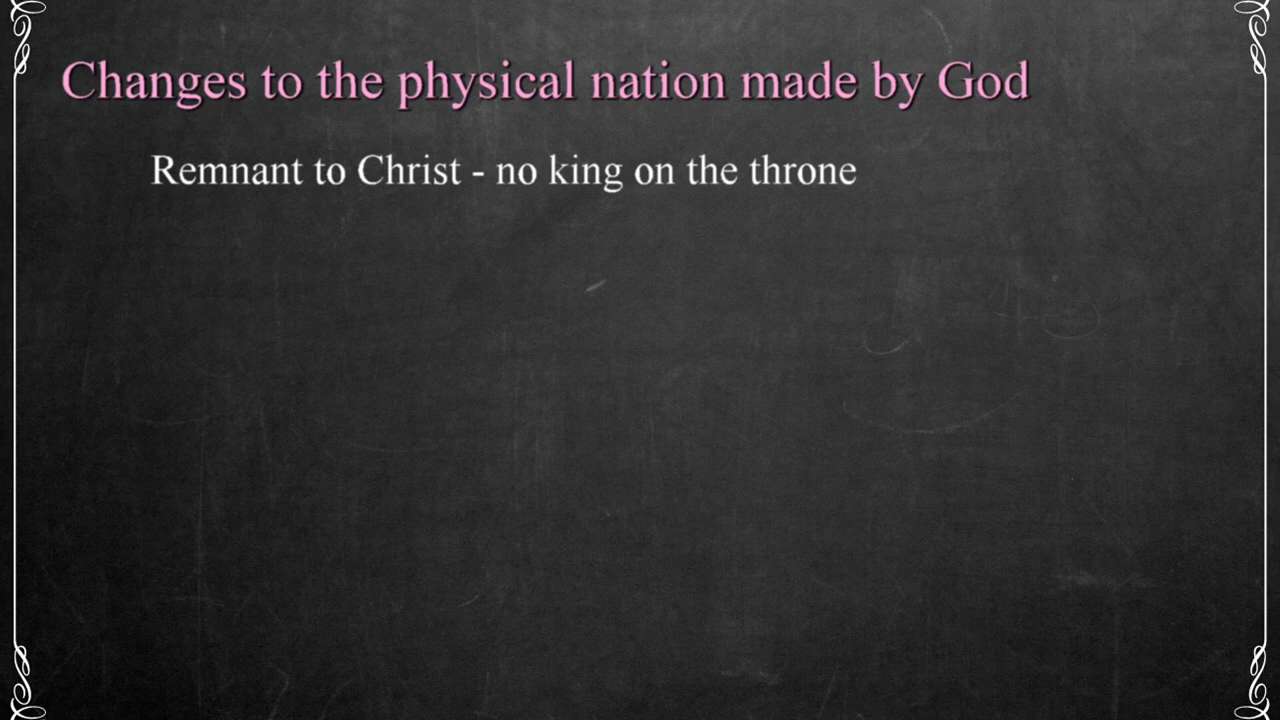 Changes to the physical nation made by God
Remnant to Christ - no king on the throne